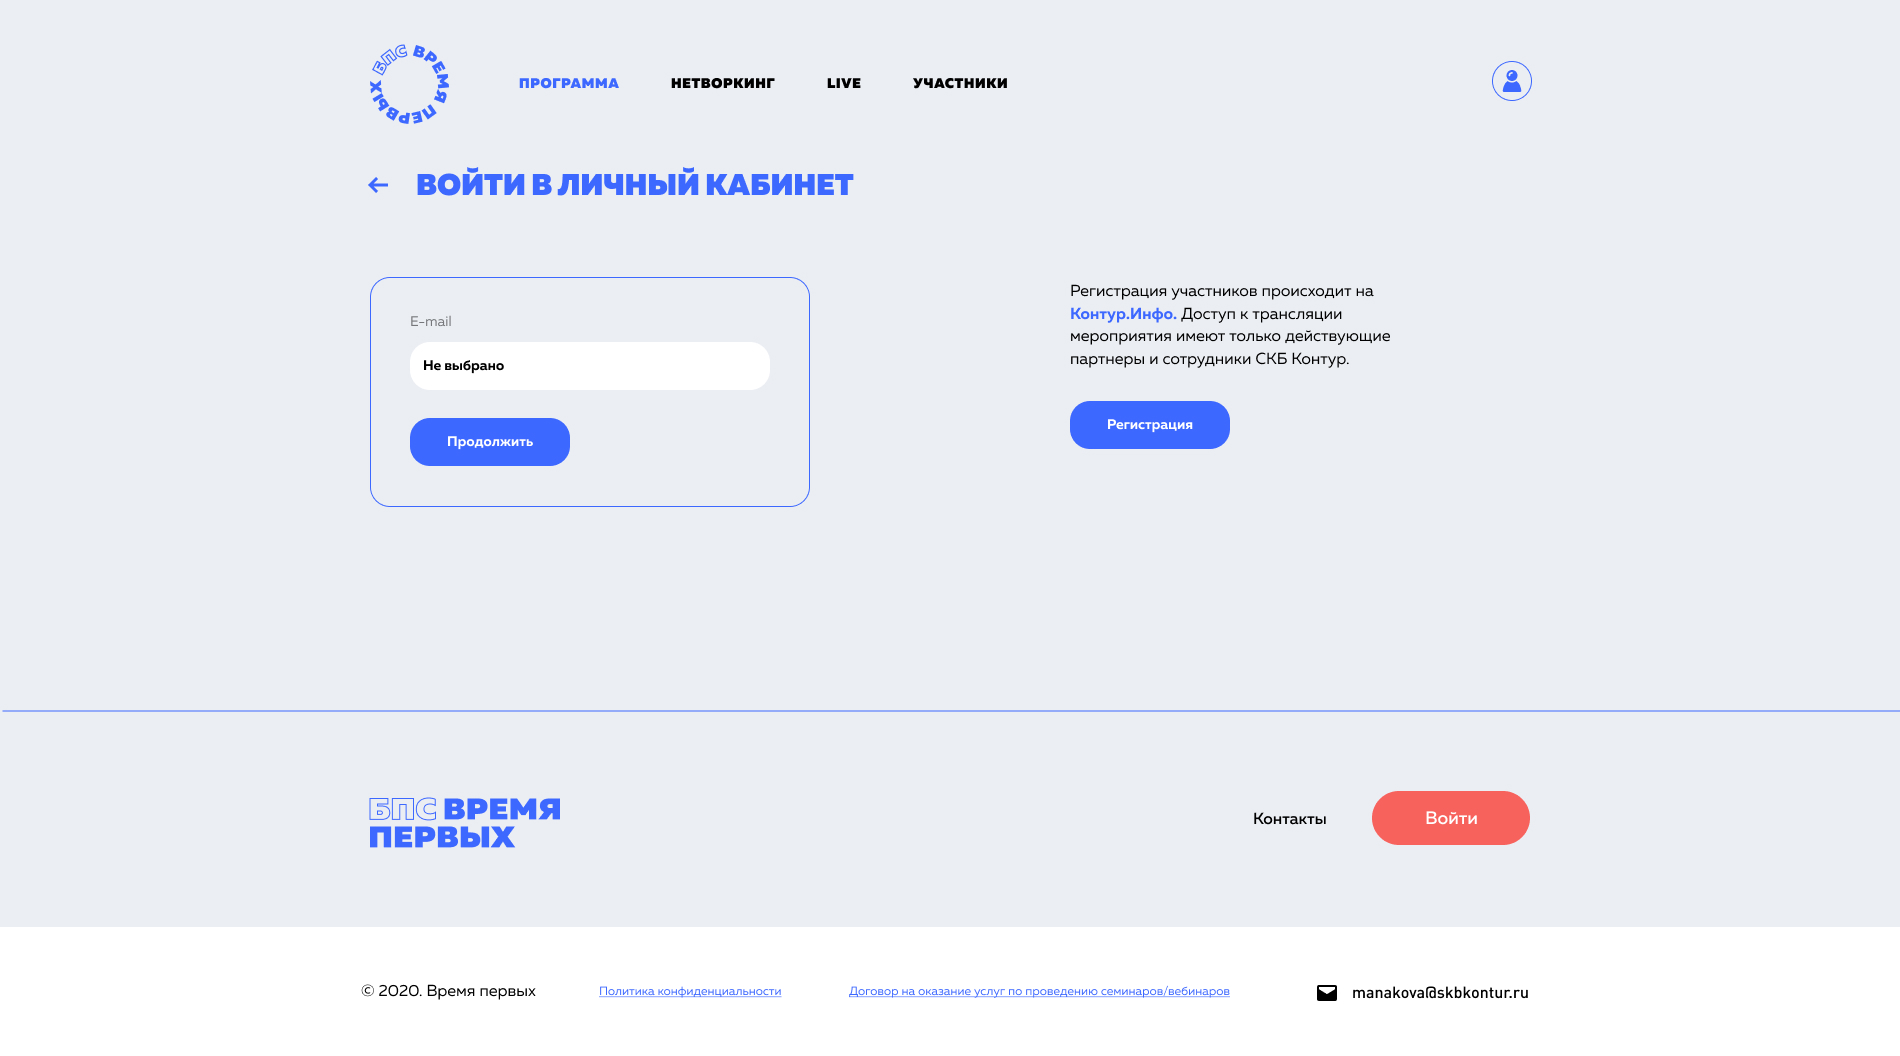 БПС ВРЕМЯ ПЕРВЫХ
ПРОГРАММА НЕТВОРКИНГ LIVE УЧАСТНИКИ
ВОЙТИ В ЛИЧНЫЙ КАБИНЕТ
E-mail
Не выбрано
Продолжить
Регистрация участников происходит на
Контур.Инфо. Доступ к трансляции
мероприятия имеют только действующие
партнеры и сотрудники СКБ Контур.
Регистрация
БПС ВРЕМЯ
ПЕРВЫХ
Контакты
Войти
© 2020. Время первых
Политика конфиденциальности
Договор на оказание услуг по проведению семинаров/вебинаров
manakova@skbkontur.ru